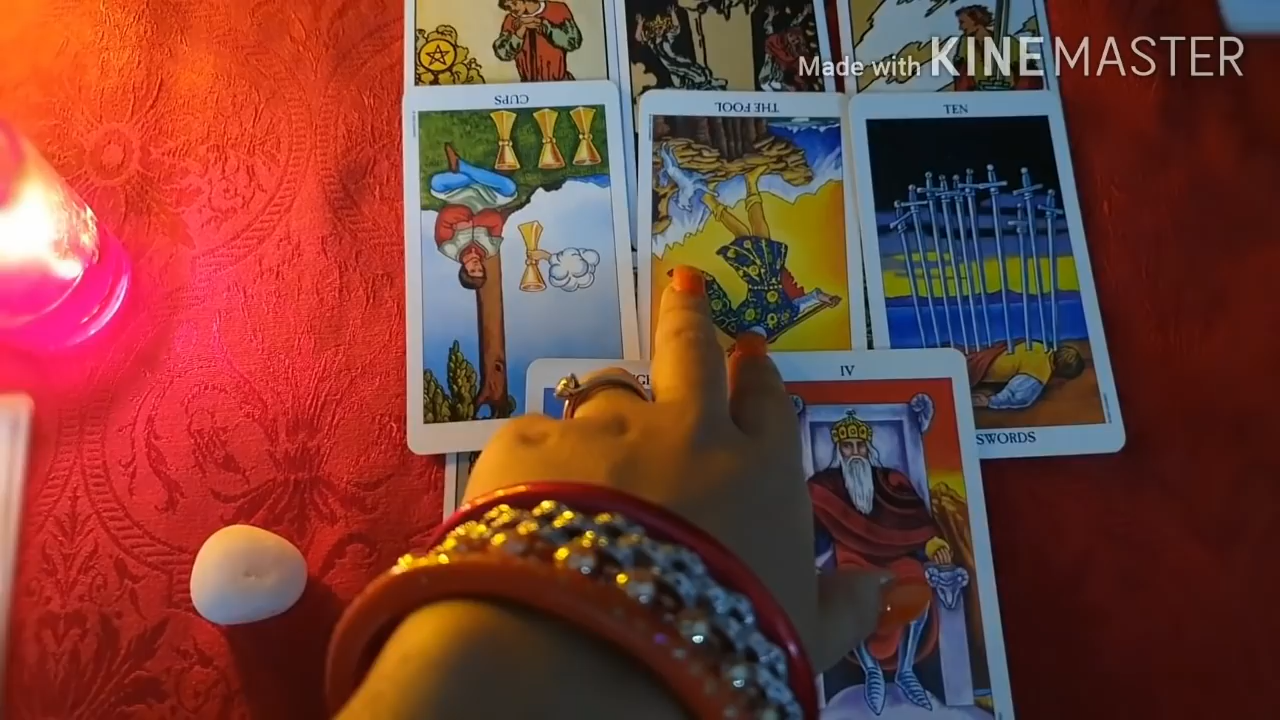 Made with KINEMASTER
CUPS
THE FOOL
TEN
IV
SWORDS